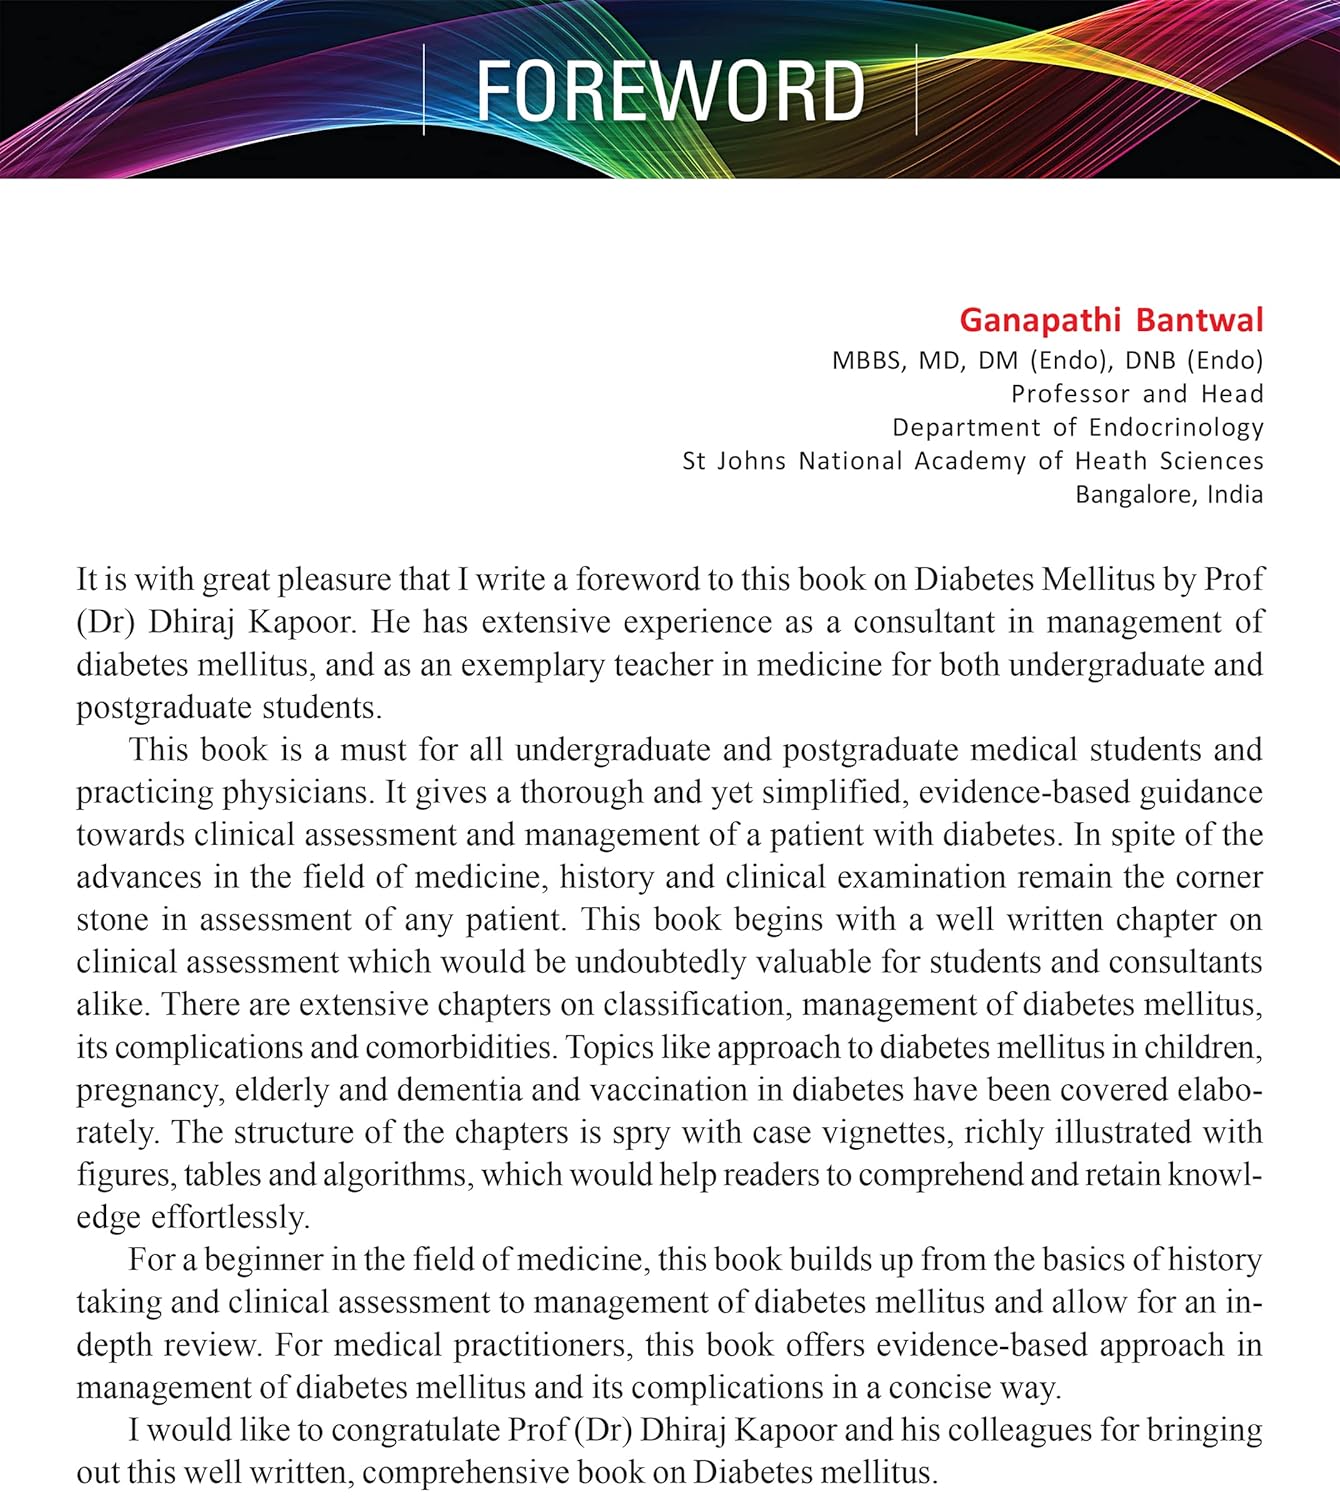 FOREWORD
Ganapathi Bantwal
MBBS, MD, DM (Endo), DNB (Endo)
Professor and Head
Department of Endocrinology
St Johns National Academy of Heath Sciences
Bangalore, India
It is with great pleasure that I write a foreword to this book on Diabetes Mellitus by Prof
(Dr) Dhiraj Kapoor. He has extensive experience as a consultant in management of
diabetes mellitus, and as an exemplary teacher in medicine for both undergraduate and
postgraduate students.
This book is a must for all undergraduate and postgraduate medical students and
practicing physicians. It gives a thorough and yet simplified, evidence-based guidance
towards clinical assessment and management of a patient with diabetes. In spite of the
advances in the field of medicine, history and clinical examination remain the corner
stone in assessment of any patient. This book begins with a well written chapter on
clinical assessment which would be undoubtedly valuable for students and consultants
alike. There are extensive chapters on classification, management of diabetes mellitus,
its complications and comorbidities. Topics like approach to diabetes mellitus in children,
pregnancy, elderly and dementia and vaccination in diabetes have been covered elabo-
rately. The structure of the chapters is spry with case vignettes, richly illustrated with
figures, tables and algorithms, which would help readers to comprehend and retain knowl-
edge effortlessly.
For a beginner in the field of medicine, this book builds up from the basics of history
taking and clinical assessment to management of diabetes mellitus and allow for an in-
depth review. For medical practitioners, this book offers evidence-based approach in
management of diabetes mellitus and its complications in a concise way.
I would like to congratulate Prof (Dr) Dhiraj Kapoor and his colleagues for bringing
out this well written, comprehensive book on Diabetes mellitus.